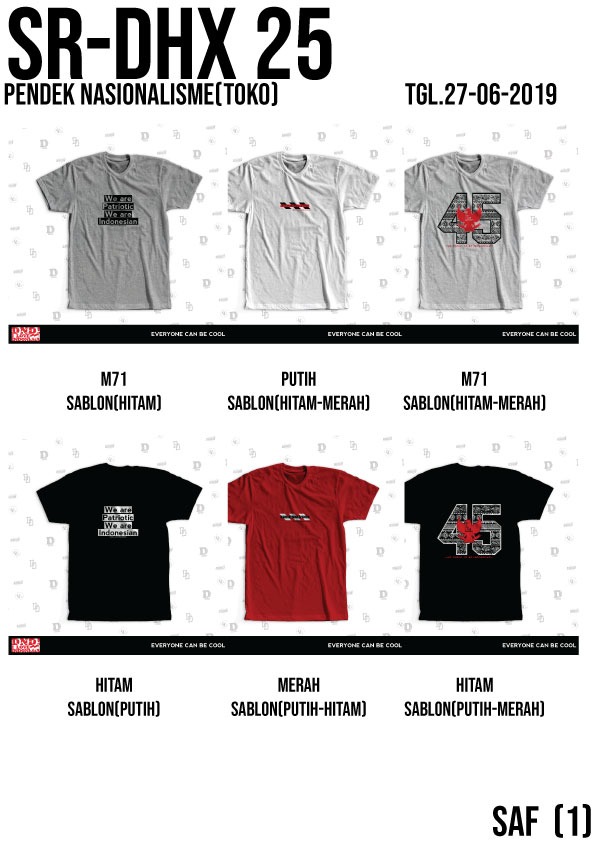 SR-DHX 25
PENDEK NASIONALISME(TOKO)
TGL.27-06-2019
We are
Patriotic
We are
Indonesian
45
EVERYONE CAN BE COOL
EVERYONE CAN BE COOL
EVERYONE CAN BE COOL
M71
SABLON(HITAM)
PUTIH
SABLON(HITAM-MERAH)
M71
SABLON(HITAM-MERAH)
We are
Patriotic
We are
Indonesian
45
EVERYONE CAN BE COOL
EVERYONE CAN BE COOL
EVERYONE CAN BE COOL
HITAM
SABLON(PUTIH)
MERAH
SABLON(PUTIH-HITAM)
HITAM
SABLON(PUTIH-MERAH)
SAF (1)